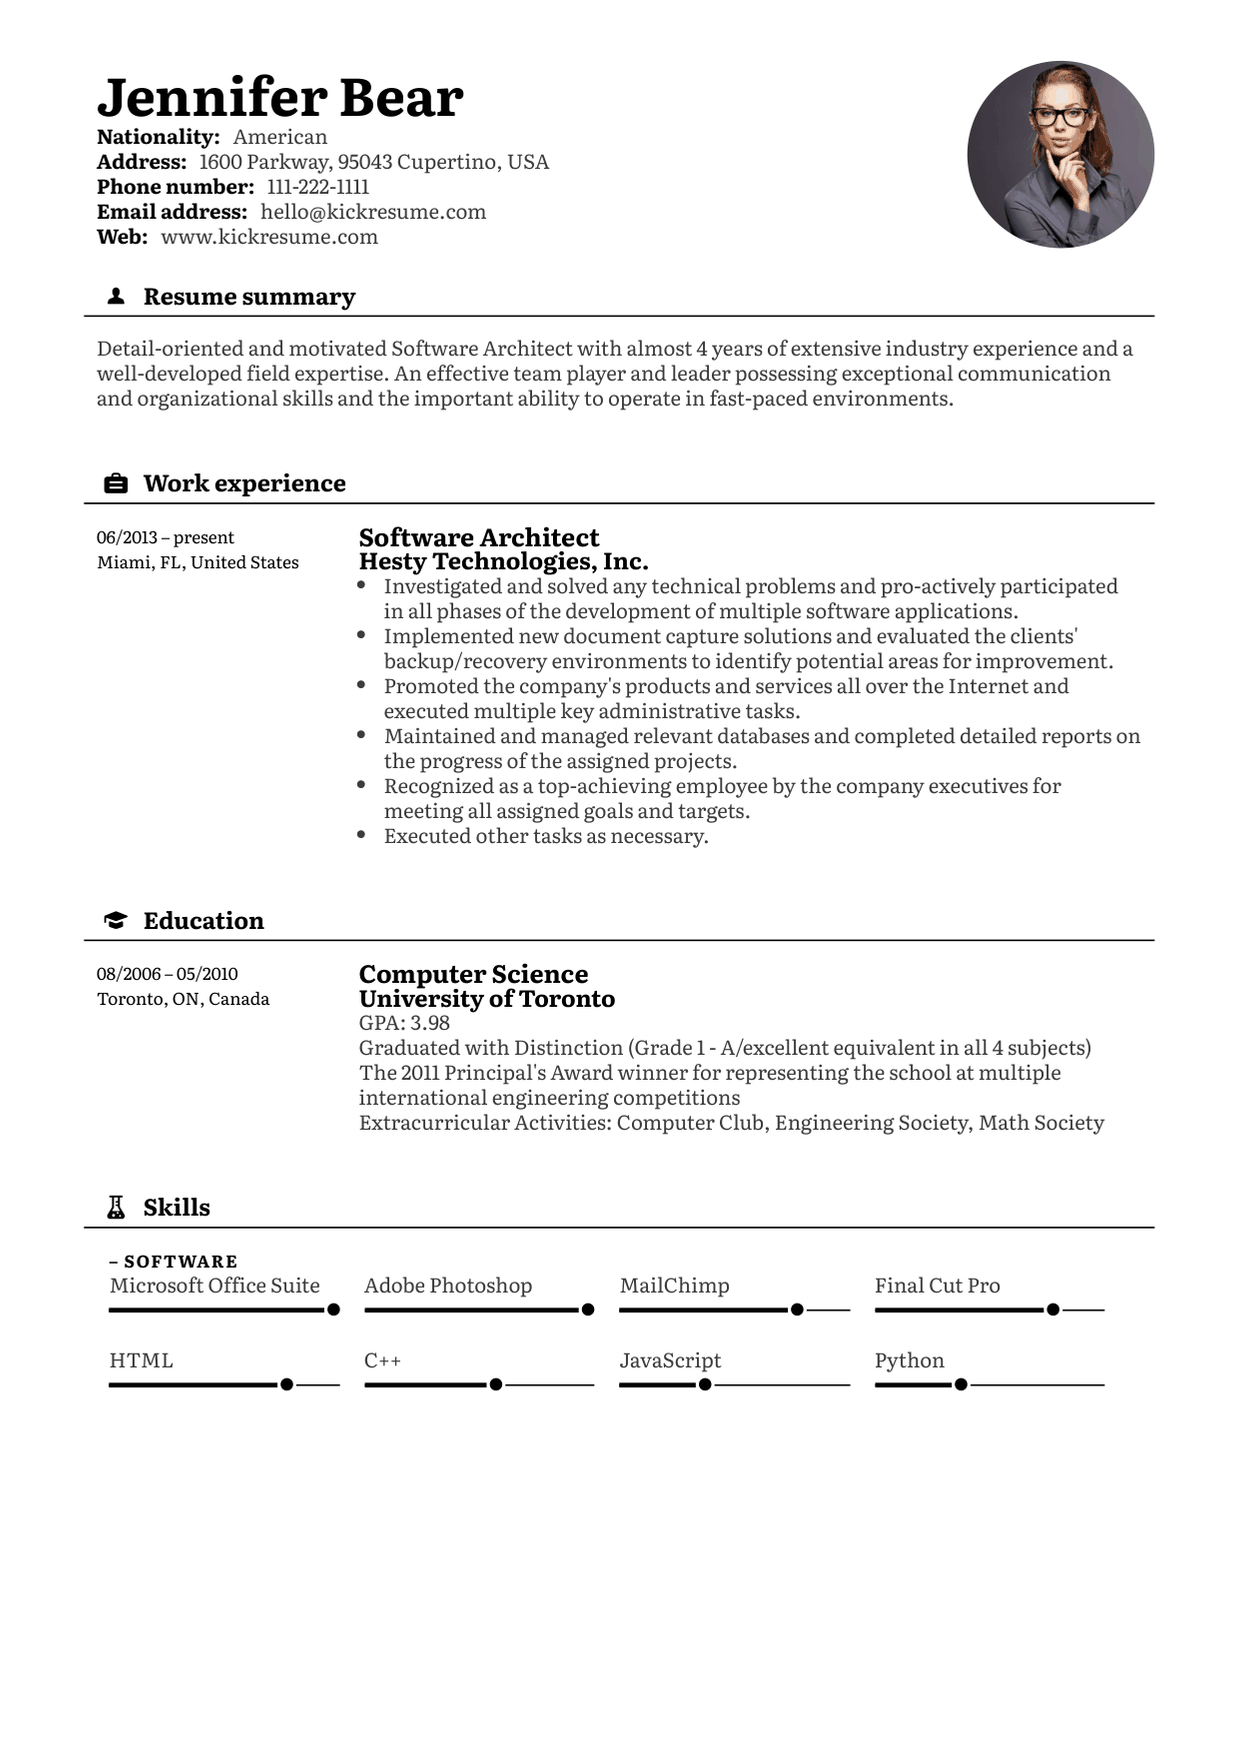 Jennifer Bear
Nationality: American
Address: 1600 Parkway, 95043 Cupertino, USA
Phone number: 111-222-1111
Email address: hello@kickresume.com
Web: www.kickresume.com
Resume summary
Detail-oriented and motivated Software Architect with almost 4 years of extensive industry experience and a
well-developed field expertise. An effective team player and leader possessing exceptional communication
and organizational skills and the important ability to operate in fast-paced environments.
Work experience
06/2013 – present
Miami, FL, United States
Software Architect
Hesty Technologies, Inc.
• Investigated and solved any technical problems and pro-actively participated
in all phases of the development of multiple software applications.
• Implemented new document capture solutions and evaluated the clients'
backup/recovery environments to identify potential areas for improvement.
• Promoted the company's products and services all over the Internet and
executed multiple key administrative tasks.
• Maintained and managed relevant databases and completed detailed reports on
the progress of the assigned projects.
• Recognized as a top-achieving employee by the company executives for
meeting all assigned goals and targets.
• Executed other tasks as necessary.
Education
08/2006 – 05/2010
Toronto, ON, Canada
Computer Science
University of Toronto
GPA: 3.98
Graduated with Distinction (Grade 1 - A/excellent equivalent in all 4 subjects)
The 2011 Principal's Award winner for representing the school at multiple
international engineering competitions
Extracurricular Activities: Computer Club, Engineering Society, Math Society
Skills
– SOFTWARE
Microsoft Office Suite Adobe Photoshop MailChimp Final Cut Pro
HTML C++ JavaScript Python